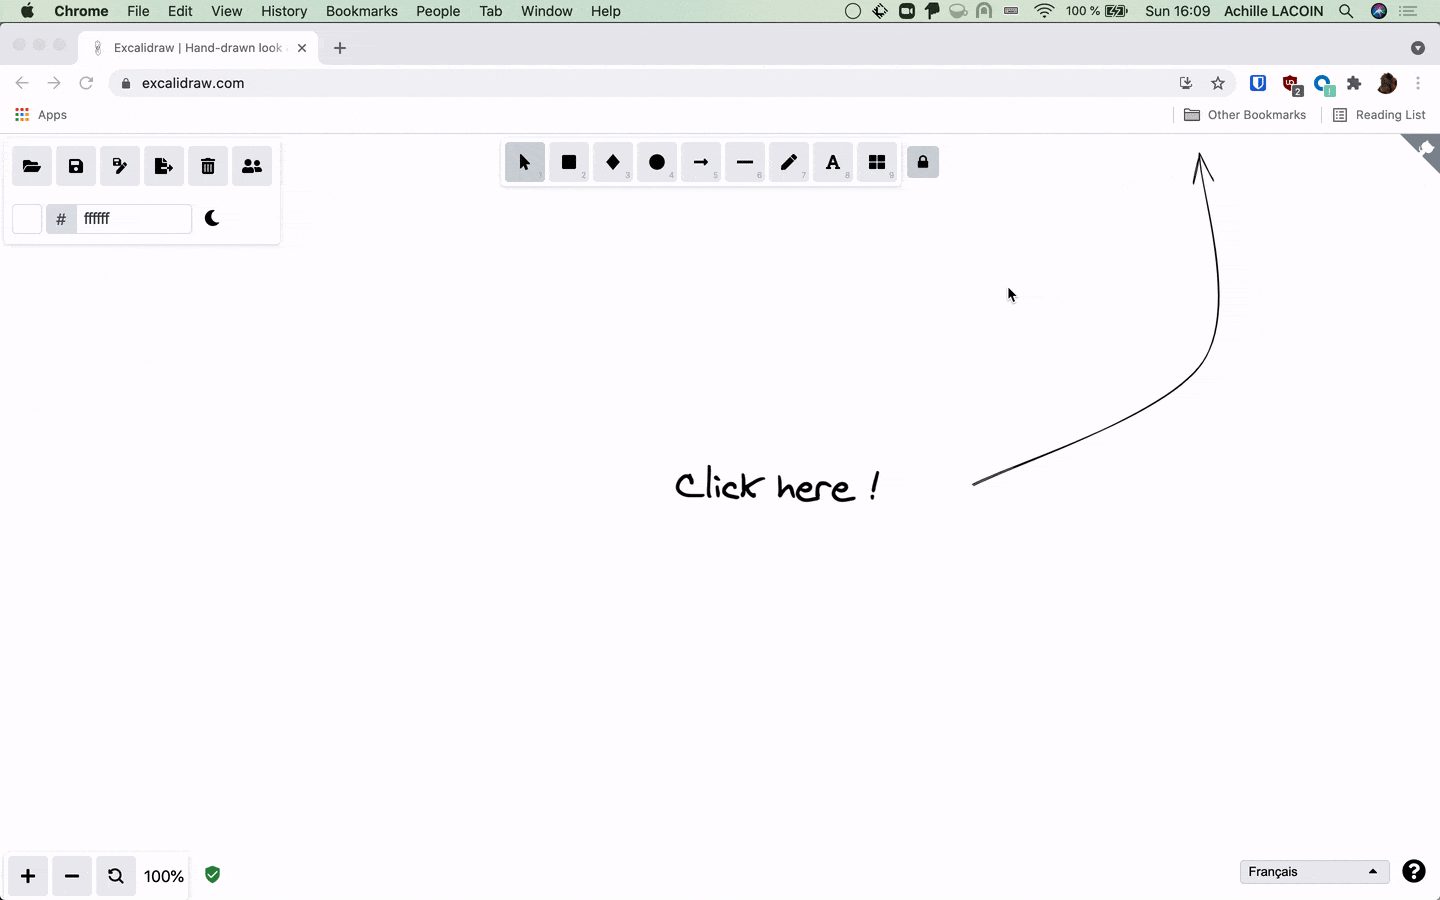 Chrome File Edit View History Bookmarks People Tab Window Help 100 % Sun 16:09 Achille LACOIN
Excalidraw | Hand-drawn look
excalidraw.com
2 1
Apps Other Bookmarks Reading List
1 2 3 4 5 6 7 A 8 9
# ffffff
Click here !
100% Français ?